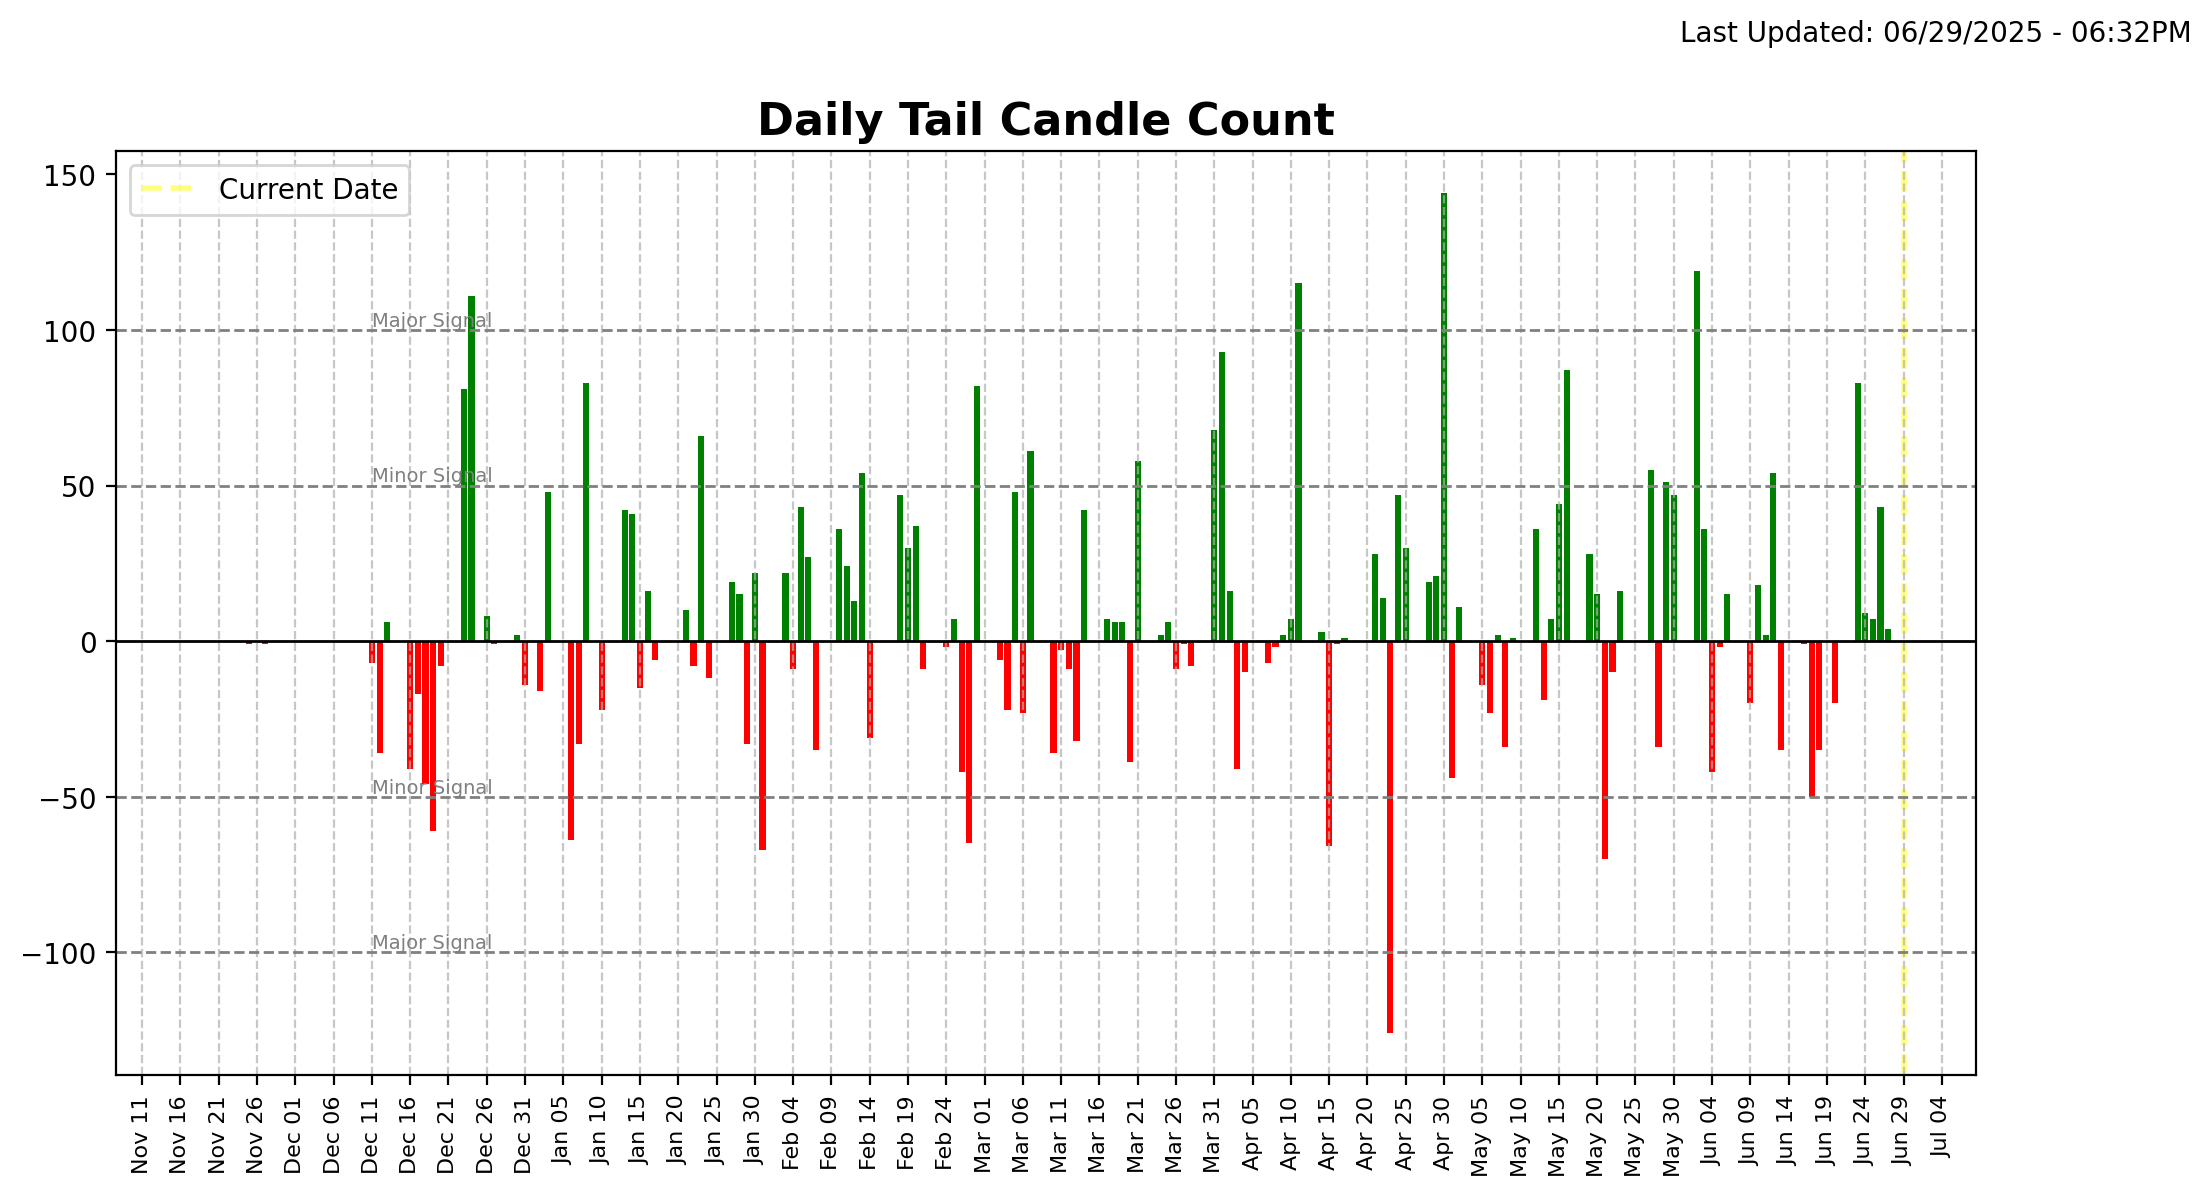 Last Updated: 06/29/2025 - 06:32PM
Daily Tail Candle Count
Current Date
150
100
50
0
−50
−100
Major Signal
Minor Signal
Minor Signal
Major Signal
Nov 11
Nov 16
Nov 21
Nov 26
Dec 01
Dec 06
Dec 11
Dec 16
Dec 21
Dec 26
Dec 31
Jan 05
Jan 10
Jan 15
Jan 20
Jan 25
Jan 30
Feb 04
Feb 09
Feb 14
Feb 19
Feb 24
Mar 01
Mar 06
Mar 11
Mar 16
Mar 21
Mar 26
Mar 31
Apr 05
Apr 10
Apr 15
Apr 20
Apr 25
Apr 30
May 05
May 10
May 15
May 20
May 25
May 30
Jun 04
Jun 09
Jun 14
Jun 19
Jun 24
Jun 29
Jul 04